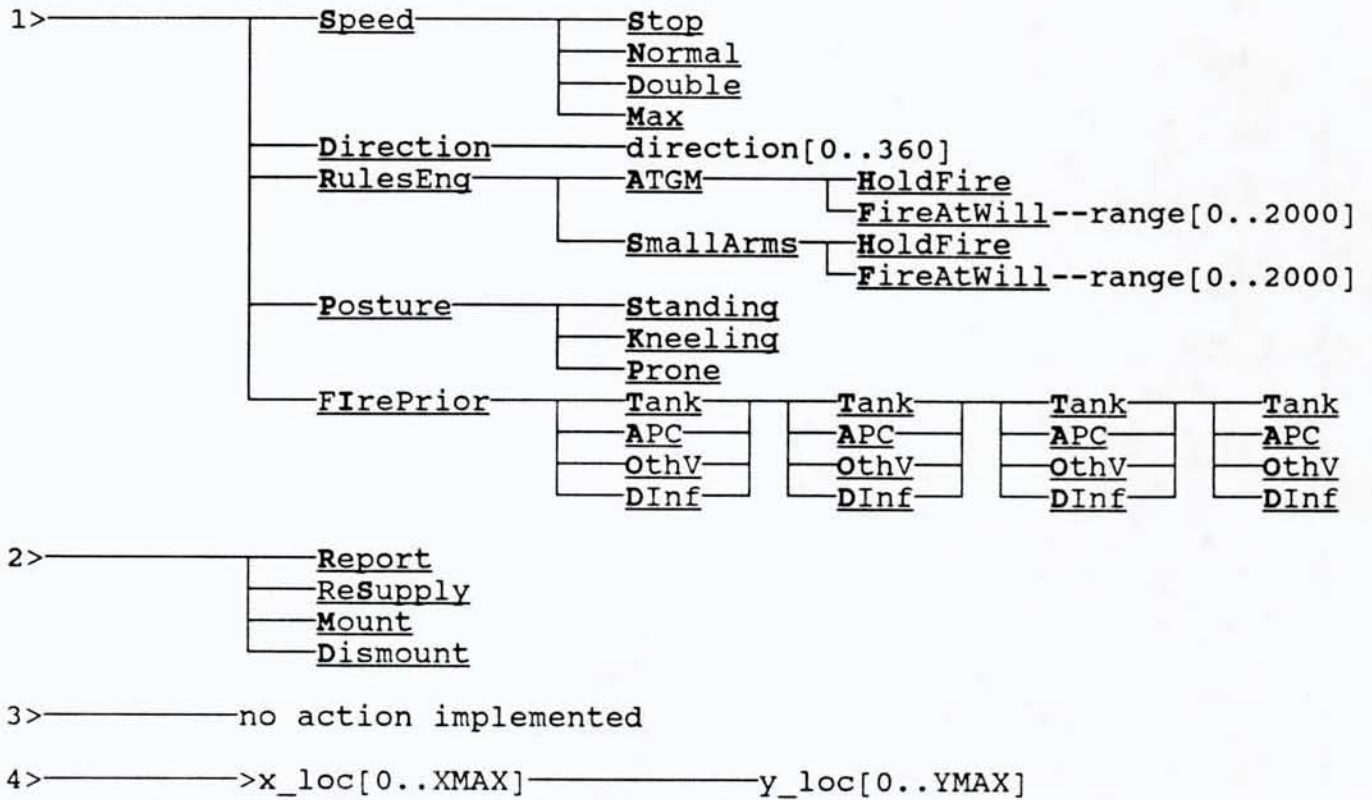 1> Speed Stop
Normal
Double
Max
Direction direction[0..360]
RulesEng ATGM HoldFire
FireAtWill--range[0..2000]
SmallArms HoldFire
FireAtWill--range[0..2000]
Posture Standing
Kneeling
Prone
FIrePrior Tank Tank Tank Tank
APC APC APC APC
OthV OthV OthV OthV
DInf DInf DInf DInf
2> Report
ReSupply
Mount
Dismount
3> no action implemented
4> >x_loc[0..XMAX] y_loc[0..YMAX]